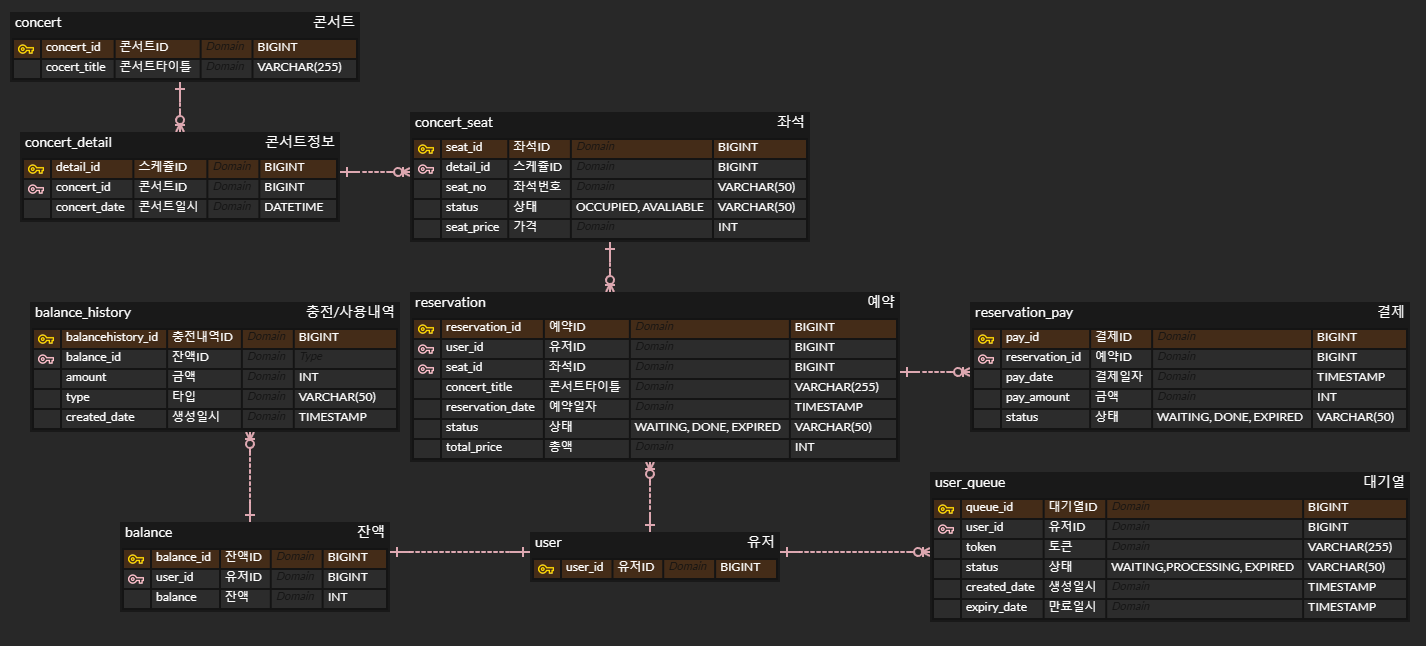 concert 콘서트
concert_id 콘서트ID Domain BIGINT
cocert_title 콘서트타이틀 Domain VARCHAR(255)
concert_detail 콘서트정보
detail_id 스케쥴ID Domain BIGINT
concert_id 콘서트ID Domain BIGINT
concert_date 콘서트일시 Domain DATETIME
concert_seat 좌석
seat_id 좌석ID Domain BIGINT
detail_id 스케쥴ID Domain BIGINT
seat_no 좌석번호 Domain VARCHAR(50)
status 상태 OCCUPIED, AVALIABLE VARCHAR(50)
seat_price 가격 Domain INT
balance_history 충전/사용내역
balancehistory_id 충전내역ID Domain BIGINT
balance_id 잔액ID Domain Type
amount 금액 Domain INT
type 타입 Domain VARCHAR(50)
created_date 생성일시 Domain TIMESTAMP
reservation 예약
reservation_id 예약ID Domain BIGINT
user_id 유저ID Domain BIGINT
seat_id 좌석ID Domain BIGINT
concert_title 콘서트타이틀 Domain VARCHAR(255)
reservation_date 예약일자 Domain TIMESTAMP
status 상태 WAITING, DONE, EXPIRED VARCHAR(50)
total_price 총액 Domain INT
reservation_pay 결제
pay_id 결제ID Domain BIGINT
reservation_id 예약ID Domain BIGINT
pay_date 결제일자 Domain TIMESTAMP
pay_amount 금액 Domain INT
status 상태 WAITING, DONE, EXPIRED VARCHAR(50)
balance 잔액
balance_id 잔액ID Domain BIGINT
user_id 유저ID Domain BIGINT
balance 잔액 Domain INT
user 유저
user_id 유저ID Domain BIGINT
user_queue 대기열
queue_id 대기열ID Domain BIGINT
user_id 유저ID Domain BIGINT
token 토큰 Domain VARCHAR(255)
status 상태 WAITING,PROCESSING, EXPIRED VARCHAR(50)
created_date 생성일시 Domain TIMESTAMP
expiry_date 만료일시 Domain TIMESTAMP